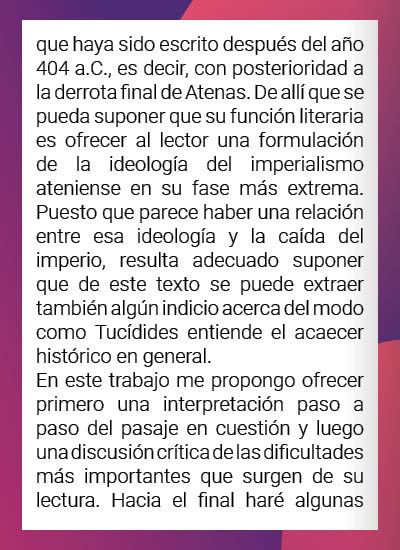 que haya sido escrito después del año
404 a.C., es decir, con posterioridad a
la derrota final de Atenas. De allí que se
pueda suponer que su función literaria
es ofrecer al lector una formulación
de la ideología del imperialismo
ateniense en su fase más extrema.
Puesto que parece haber una relación
entre esa ideología y la caída del
imperio, resulta adecuado suponer
que de este texto se puede extraer
también algún indicio acerca del modo
como Tucídides entiende el acaecer
histórico en general.
En este trabajo me propongo ofrecer
primero una interpretación paso a
paso del pasaje en cuestión y luego
una discusión crítica de las dificultades
más importantes que surgen de su
lectura. Hacia el final haré algunas